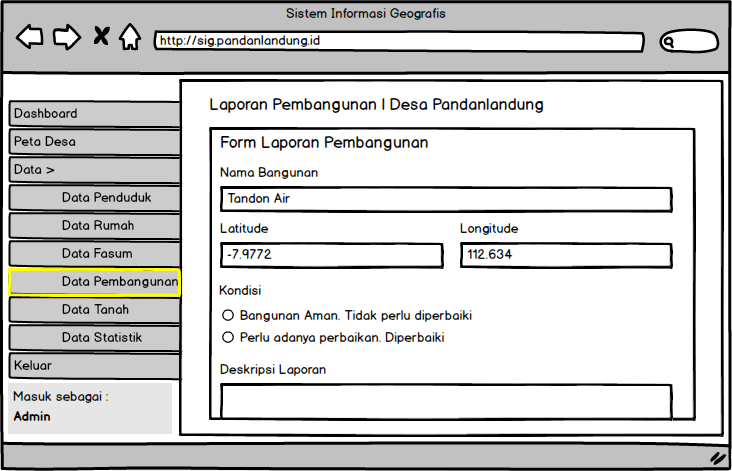 Sistem Informasi Geografis
http://sig.pandanlandung.id
Dashboard
Peta Desa
Data >
Data Penduduk
Data Rumah
Data Fasum
Data Pembangunan
Data Tanah
Data Statistik
Keluar
Masuk sebagai :
Admin
Laporan Pembangunan | Desa Pandanlandung
Form Laporan Pembangunan
Nama Bangunan
Tandon Air
Latitude
Longitude
-7.9772
112.634
Kondisi
Bangunan Aman. Tidak perlu diperbaiki
Perlu adanya perbaikan. Diperbaiki
Deskripsi Laporan